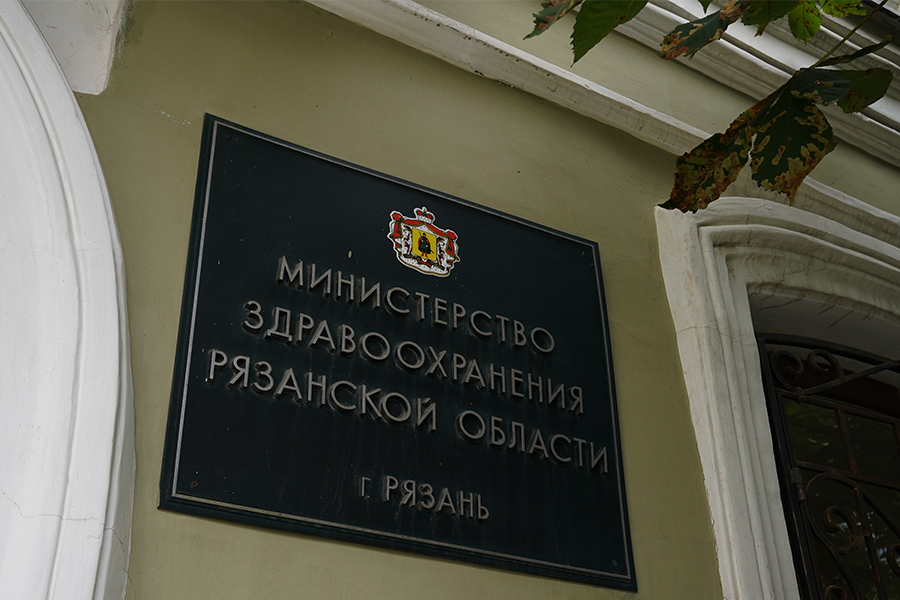 МИНИСТЕРСТВО
ЗДРАВООХРАНЕНИЯ
РЯЗАНСКОЙ ОБЛАСТИ
г. РЯЗАНЬ